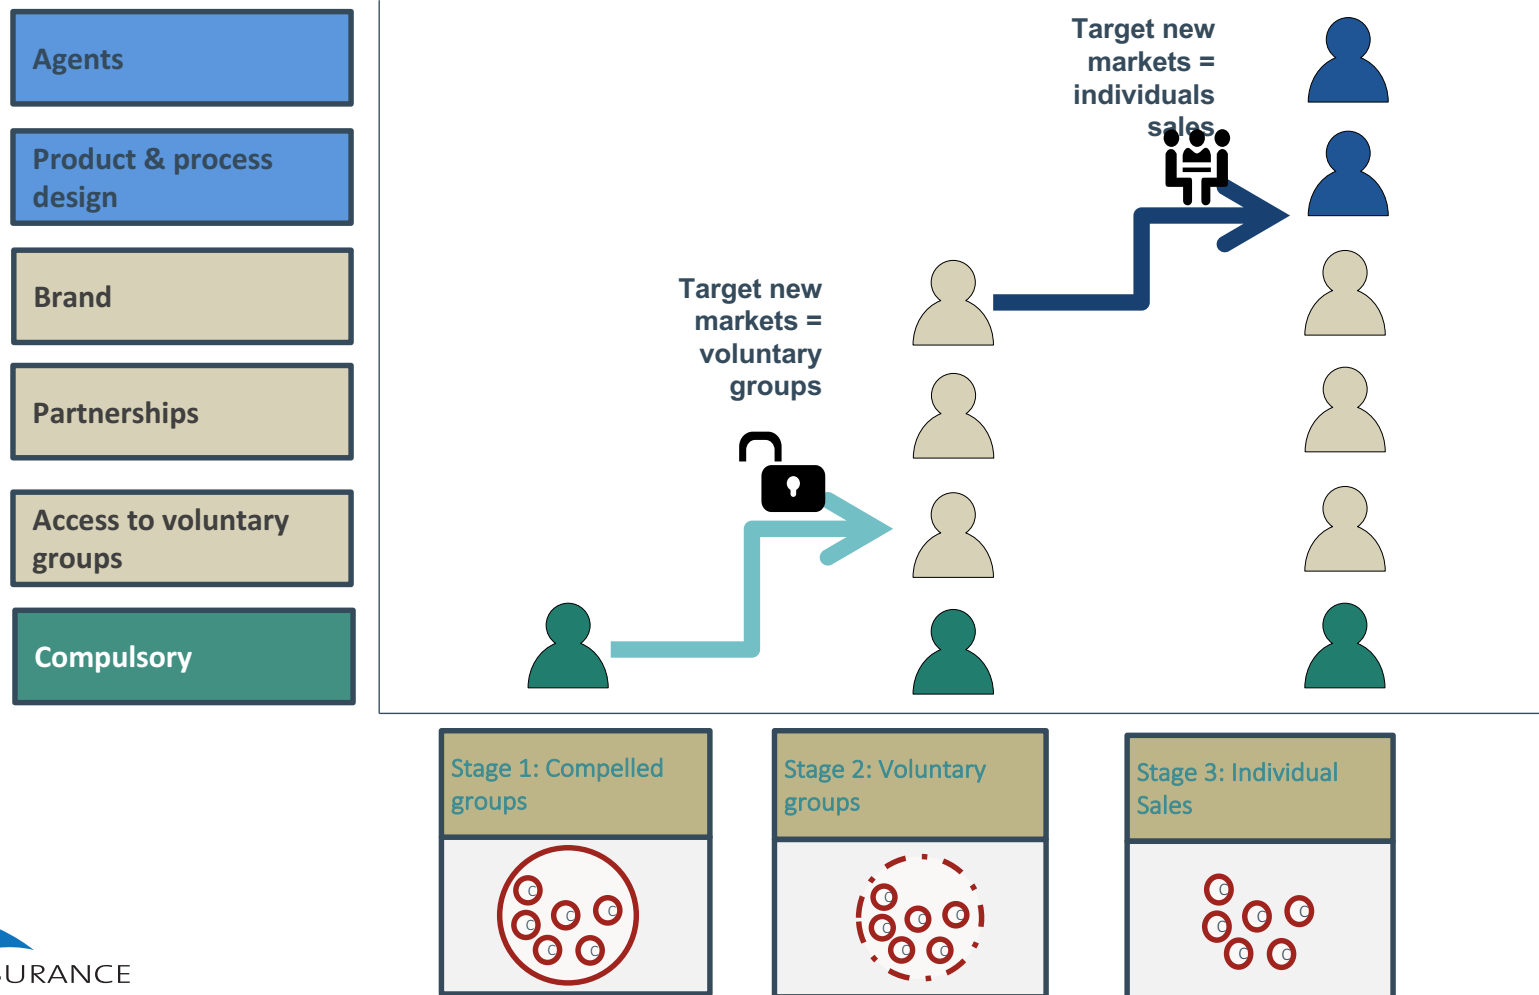 Agents
Product & process
design
Brand
Partnerships
Access to voluntary
groups
Compulsory
Target new
markets =
voluntary
groups
Target new
markets =
individuals
sales
Stage 1: Compelled
groups
C
C
C
C
C
C
Stage 2: Voluntary
groups
C
C
C
C
C
C
Stage 3: Individual
Sales
C
C
C
C
C
C
SURANCE